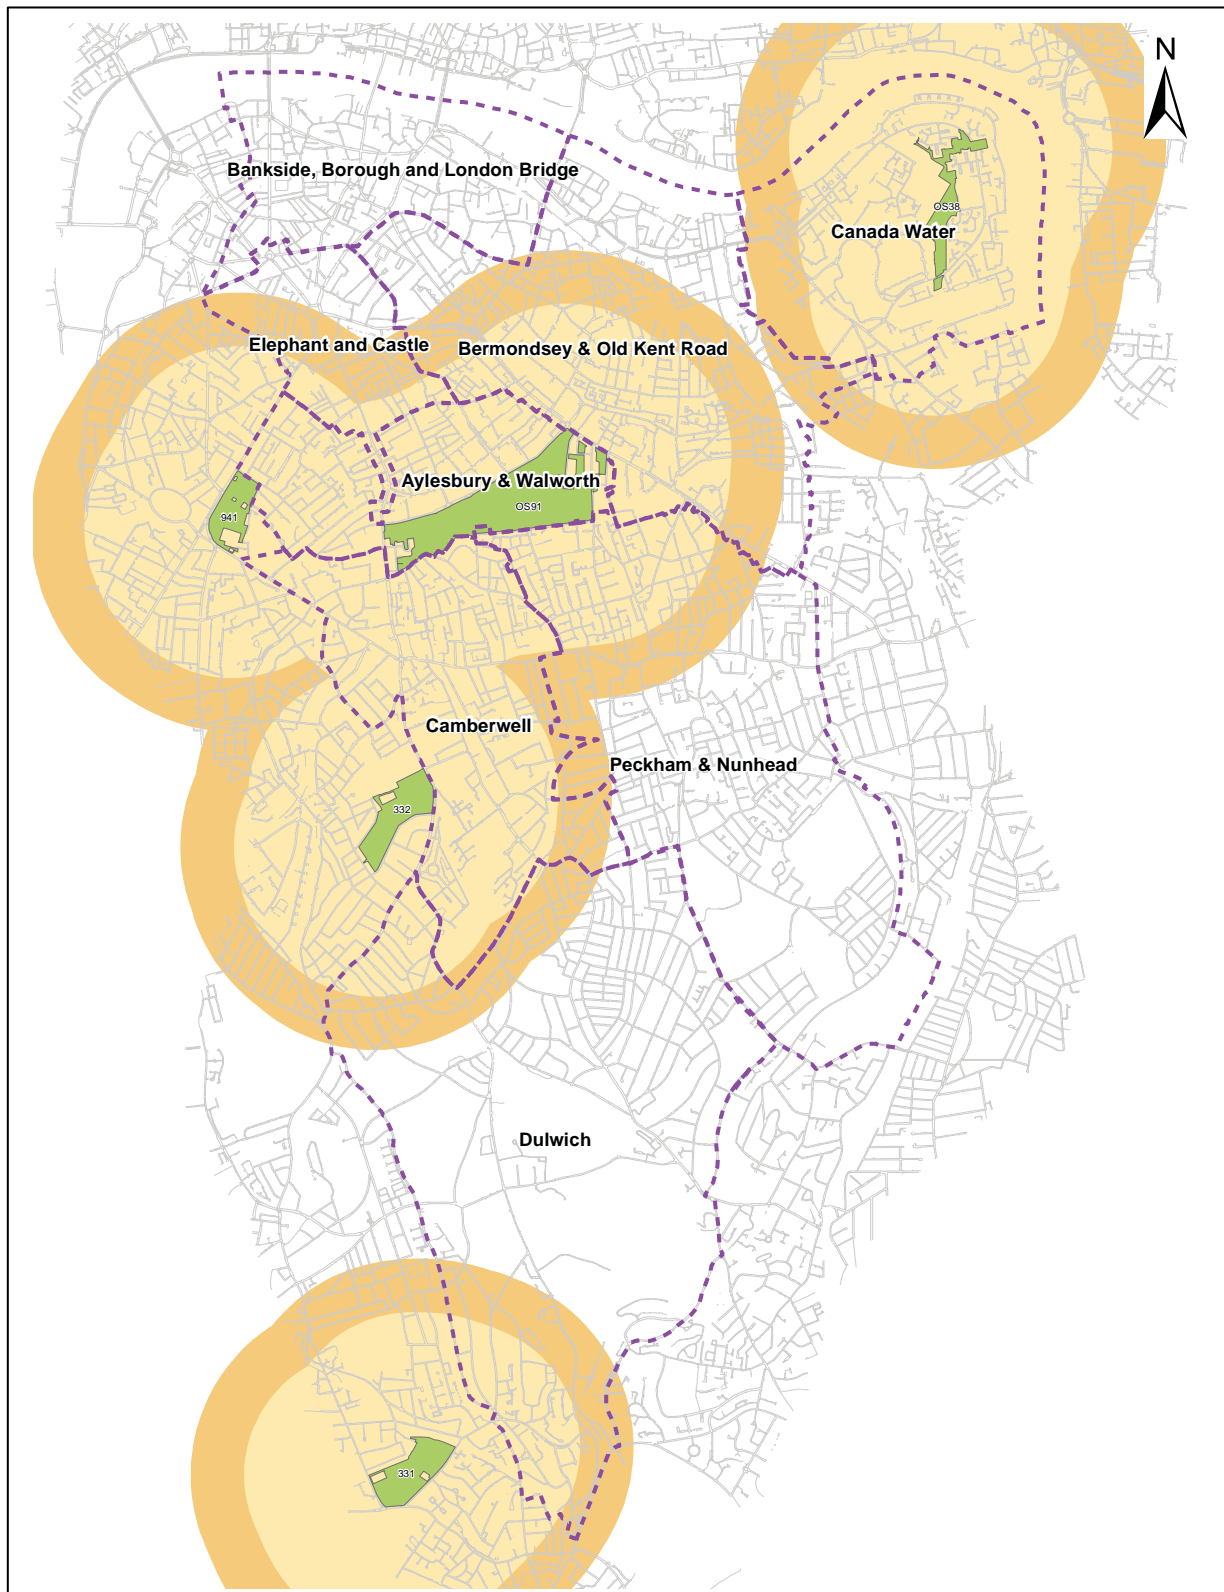 N
Bankside, Borough and London Bridge
OS38
Canada Water
Elephant and Castle
Bermondsey & Old Kent Road
Aylesbury & Walworth
OS91
941
Camberwell
Peckham & Nunhead
332
Dulwich
331